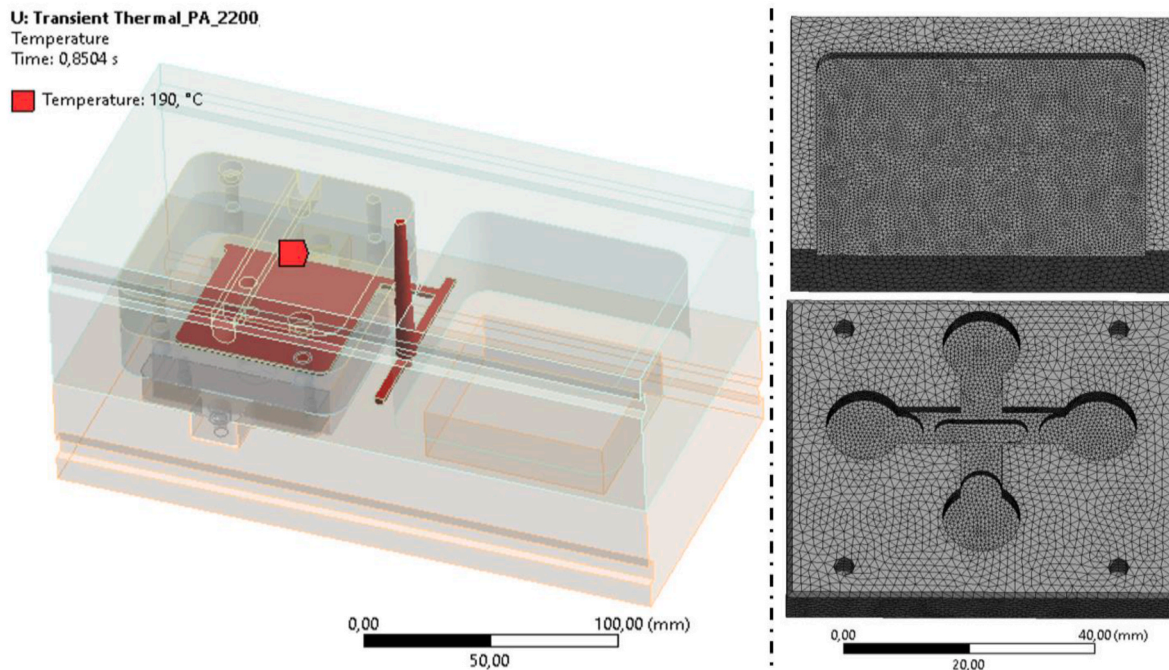 U: Transient Thermal_PA_2200
Temperature
Time: 0,8504 s
Temperature: 190, °C
0,00 100,00 (mm)
50,00
0,00 40,00 (mm)
20,00